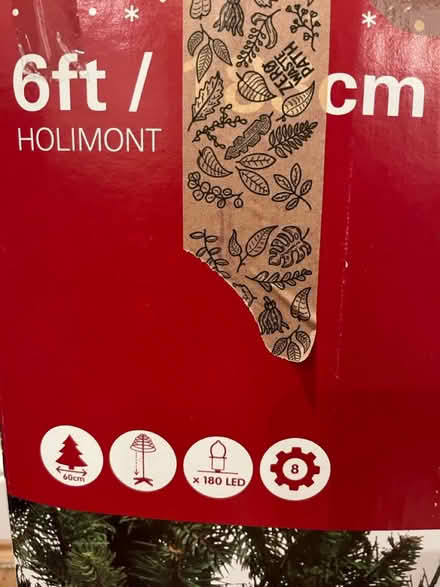 ZERO
WASTE
PATH
6ft / cm
HOLIMONT
60cm
× 180 LED
8